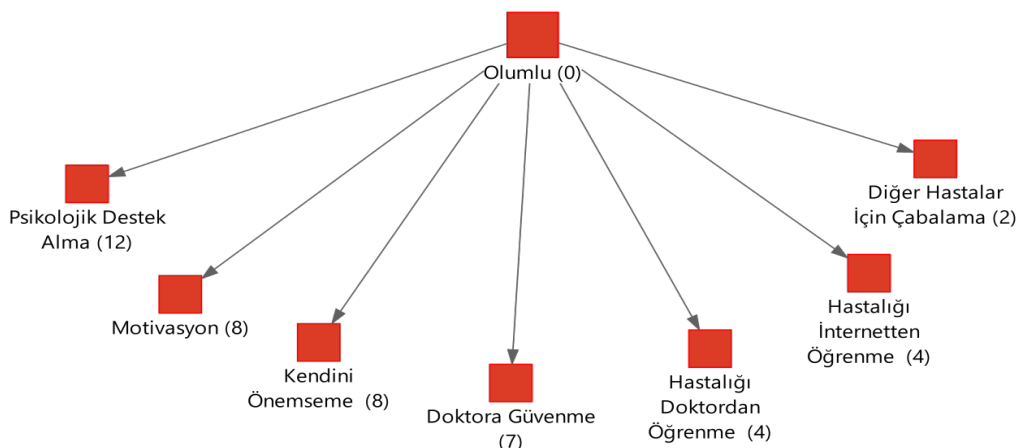 Olumlu (0)
Psikolojik Destek
Alma (12)
Motivasyon (8)
Kendini
Önemseme (8)
Doktora Güvenme
(7)
Hastalığı
Doktordan
Öğrenme (4)
Hastalığı
İnternetten
Öğrenme (4)
Diğer Hastalar
İçin Çabalama (2)